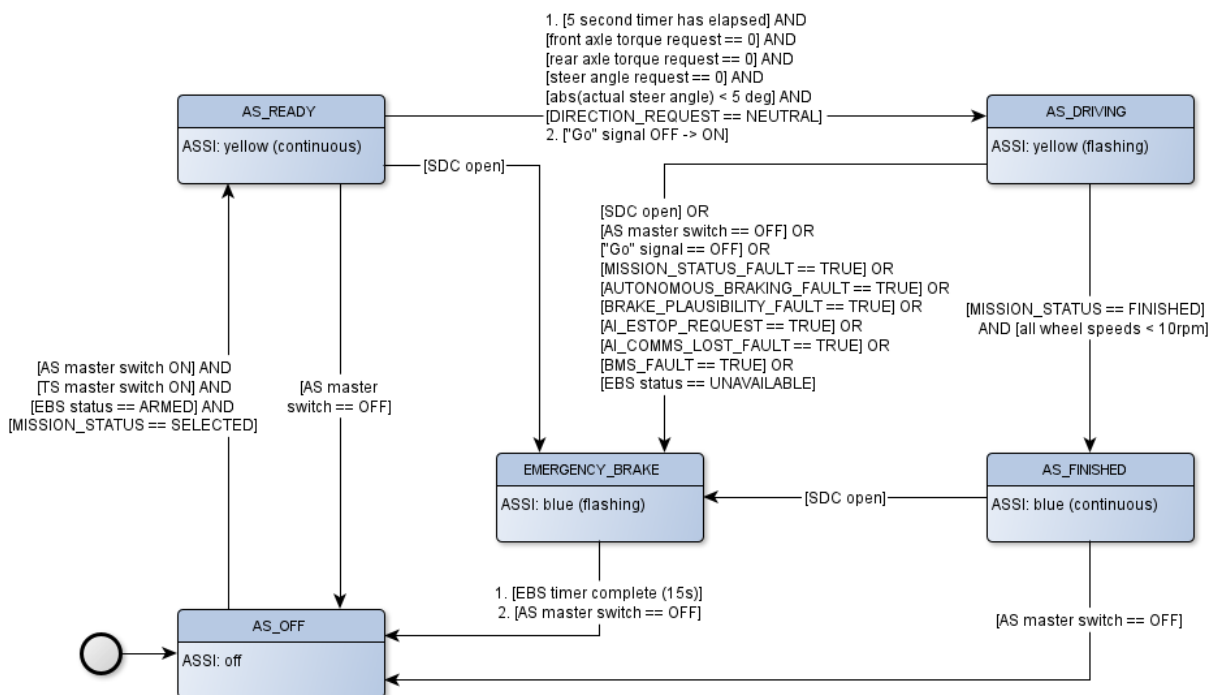 1. [5 second timer has elapsed] AND
[front axle torque request == 0] AND
[rear axle torque request == 0] AND
[steer angle request == 0] AND
[abs(actual steer angle) < 5 deg] AND
[DIRECTION_REQUEST == NEUTRAL]
2. ["Go" signal OFF -> ON]
AS_READY
ASSI: yellow (continuous)
AS_DRIVING
ASSI: yellow (flashing)
[SDC open]
[SDC open] OR
[AS master switch == OFF] OR
["Go" signal == OFF] OR
[MISSION_STATUS_FAULT == TRUE] OR
[AUTONOMOUS_BRAKING_FAULT == TRUE] OR
[BRAKE_PLAUSIBILITY_FAULT == TRUE] OR
[AI_ESTOP_REQUEST == TRUE] OR
[AI_COMMS_LOST_FAULT == TRUE] OR
[BMS_FAULT == TRUE] OR
[EBS status == UNAVAILABLE]
[MISSION_STATUS == FINISHED]
AND [all wheel speeds < 10rpm]
[AS master switch ON] AND
[TS master switch ON] AND
[EBS status == ARMED] AND
[MISSION_STATUS == SELECTED]
[AS master
switch == OFF]
EMERGENCY_BRAKE
ASSI: blue (flashing)
[SDC open]
AS_FINISHED
ASSI: blue (continuous)
1. [EBS timer complete (15s)]
2. [AS master switch == OFF]
[AS master switch == OFF]
AS_OFF
ASSI: off